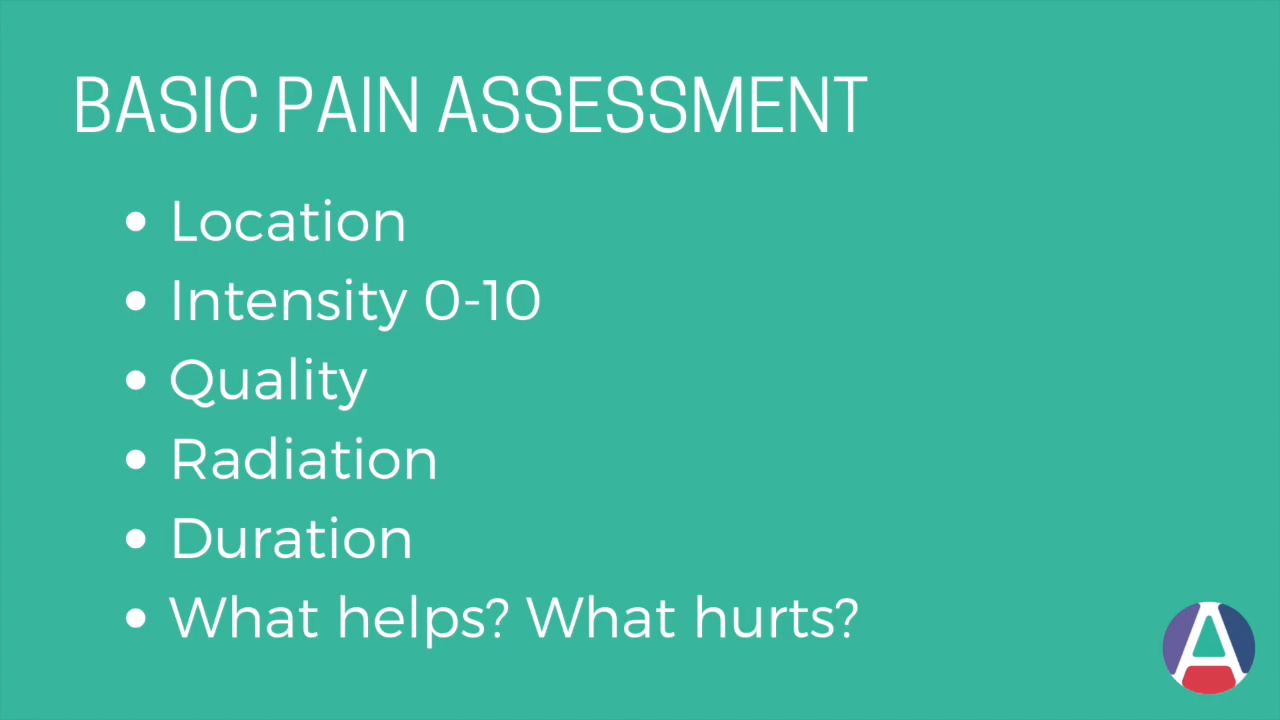 BASIC PAIN ASSESSMENT
• Location
• Intensity 0-10
• Quality
• Radiation
• Duration
• What helps? What hurts?
A